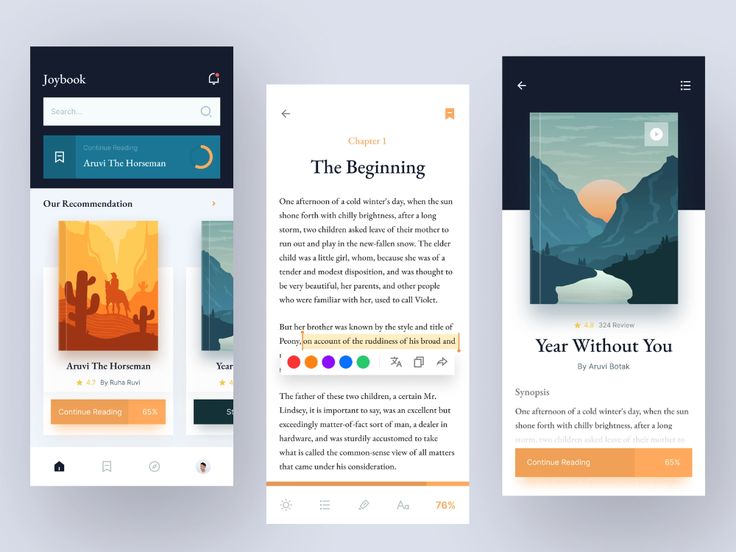 Joybook
Search...
Continue Reading
Aruvi The Horseman
Our Recommendation
Aruvi The Horseman
4.7 By Ruha Ruvi
Continue Reading 65%
Year
St
Chapter 1
The Beginning
One afternoon of a cold winter's day, when the sun
shone forth with chilly brightness, after a long
storm, two children asked leave of their mother to
run out and play in the new-fallen snow. The elder
child was a little girl, whom, because she was of a
tender and modest disposition, and was thought to
be very beautiful, her parents, and other people
who were familiar with her, used to call Violet.
But her brother was known by the style and title of
Peony, on account of the ruddiness of his broad and
The father of these two children, a certain Mr.
Lindsey, it is important to say, was an excellent but
exceedingly matter-of-fact sort of man, a dealer in
hardware, and was sturdily accustomed to take
what is called the common-sense view of all matters
that came under his consideration.
Aa 76%
4.8 324 Review
Year Without You
By Aruvi Botak
Synopsis
One afternoon of a cold winter's day, when the sun
shone forth with chilly brightness, after a long
storm, two children asked leave of their mother to
Continue Reading 65%